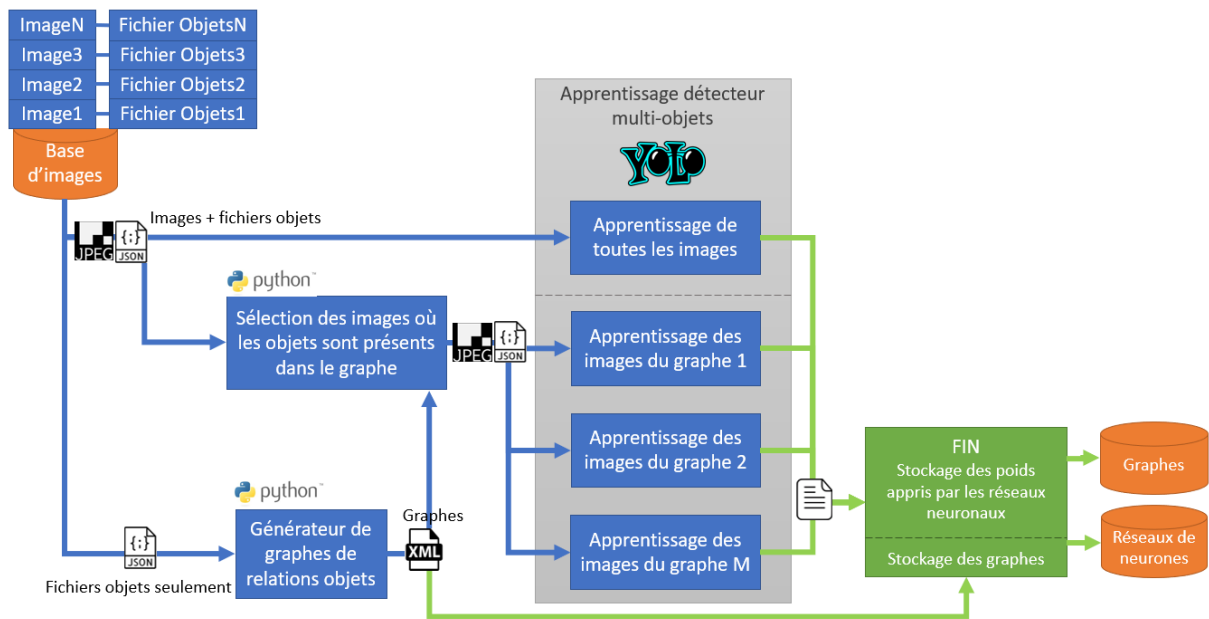 ImageN
Fichier ObjetsN
Image3
Fichier Objets3
Image2
Fichier Objets2
Image1
Fichier Objets1
Base
d'images
Images + fichiers objets
JPEG
{;}
JSON
python™
Sélection des images où
les objets sont présents
dans le graphe
JPEG
{;}
JSON
Apprentissage détecteur
multi-objets
YOLO
Apprentissage de
toutes les images
Apprentissage des
images du graphe 1
Apprentissage des
images du graphe 2
Apprentissage des
images du graphe M
python™
Générateur de
graphes de
relations objets
{;}
JSON
Fichiers objets seulement
Graphes
XML
FIN
Stockage des poids
appris par les réseaux
neuronaux
Stockage des graphes
Graphes
Réseaux de
neurones